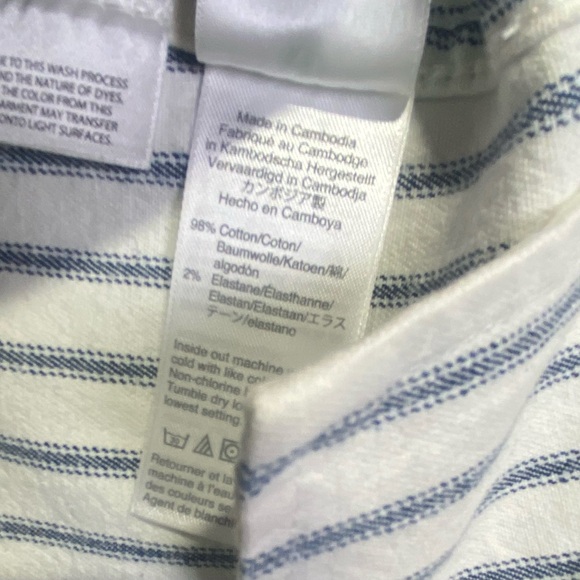 E TO THIS WASH PROCESS
ND THE NATURE OF DYES,
THE COLOR FROM THIS
ARMENT MAY TRANSFER
ONTO LIGHT SURFACES.
Made in Cambodia
Fabriqué au Cambodge
in Kambodscha Hergestellt
Vervaardigd in Cambodja
カンボジア製
Hecho en Camboya
98% Cotton/Coton/
Baumwolle/Katoen/綿/
algodón
2% Elastane/Élasthanne/
Elastan/Elastaan/エラス
テーン/elastano
Inside out machine
cold with like col
Non-chlorine
Tumble dry lo
lowest setting
30
Retourner et la
machine à l'eau
des couleurs se
Agent de blanchi